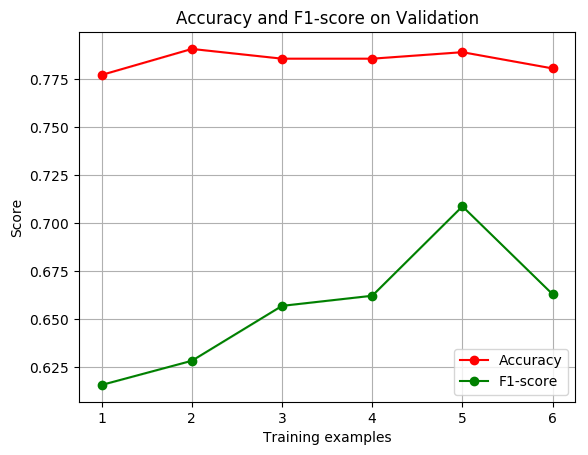 Accuracy and F1-score on Validation
Score
0.775
0.750
0.725
0.700
0.675
0.650
0.625
Accuracy
F1-score
1 2 3 4 5 6
Training examples